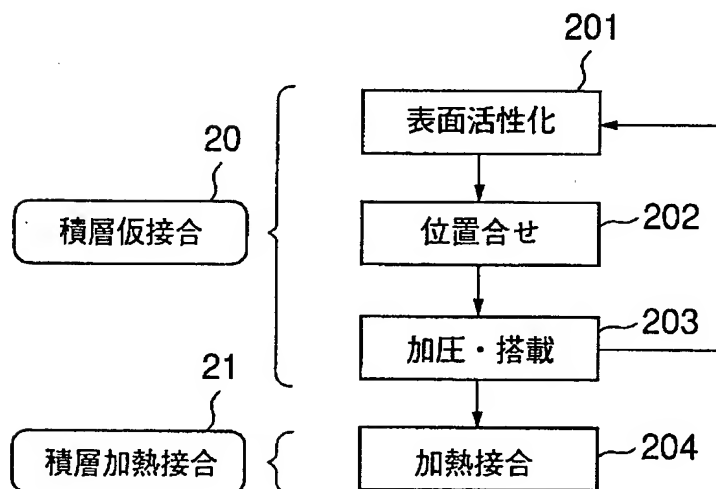 201
表面活性化
20
積層仮接合
位置合せ
202
加圧・搭載
203
21
積層加熱接合
加熱接合
204